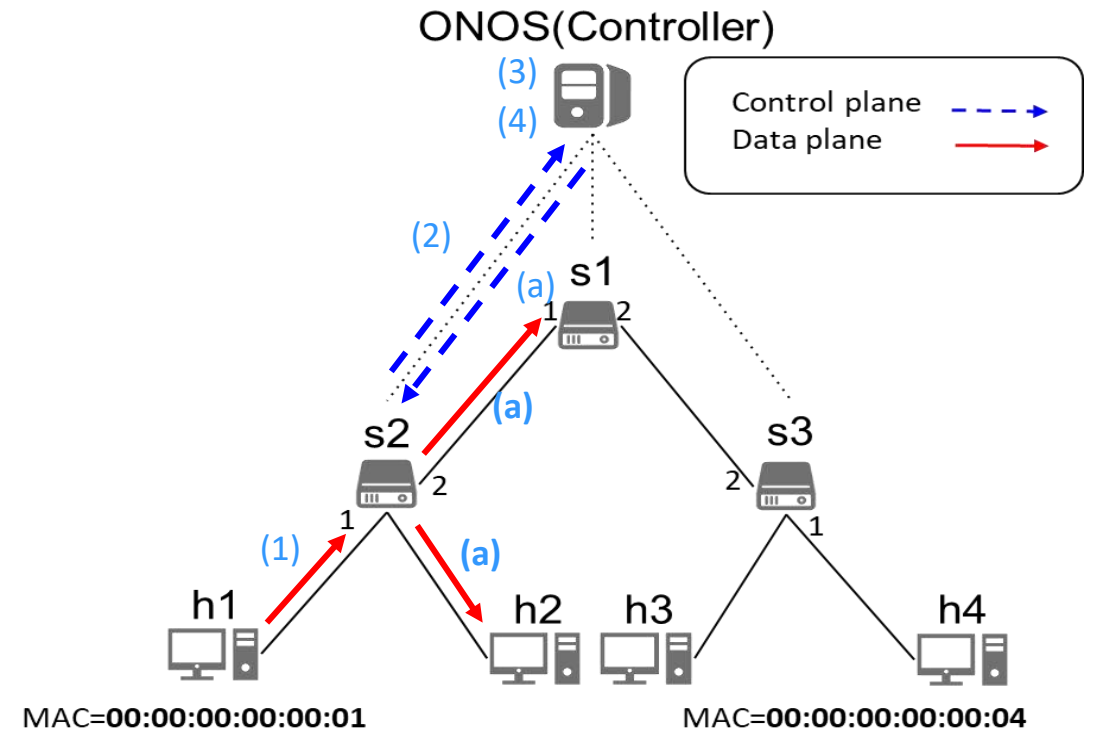 ONOS(Controller)
(3)
(4)
Control plane
Data plane
(2)
s1
(a)
1
2
(a)
s2
s3
2
2
1
1
(1)
(a)
h1
h2
h3
h4
MAC=00:00:00:00:00:01
MAC=00:00:00:00:00:04